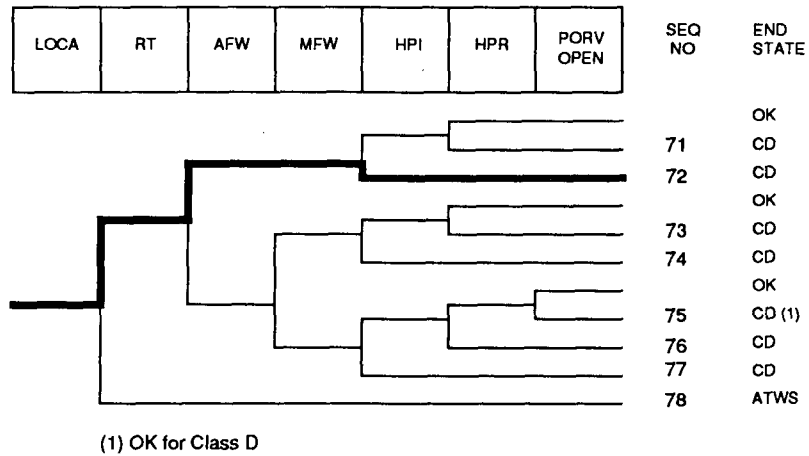 LOCA RT AFW MFW HPI HPR PORV OPEN SEQ NO END STATE
OK
71 CD
72 CD
OK
73 CD
74 CD
OK
75 CD (1)
76 CD
77 CD
78 ATWS
(1) OK for Class D